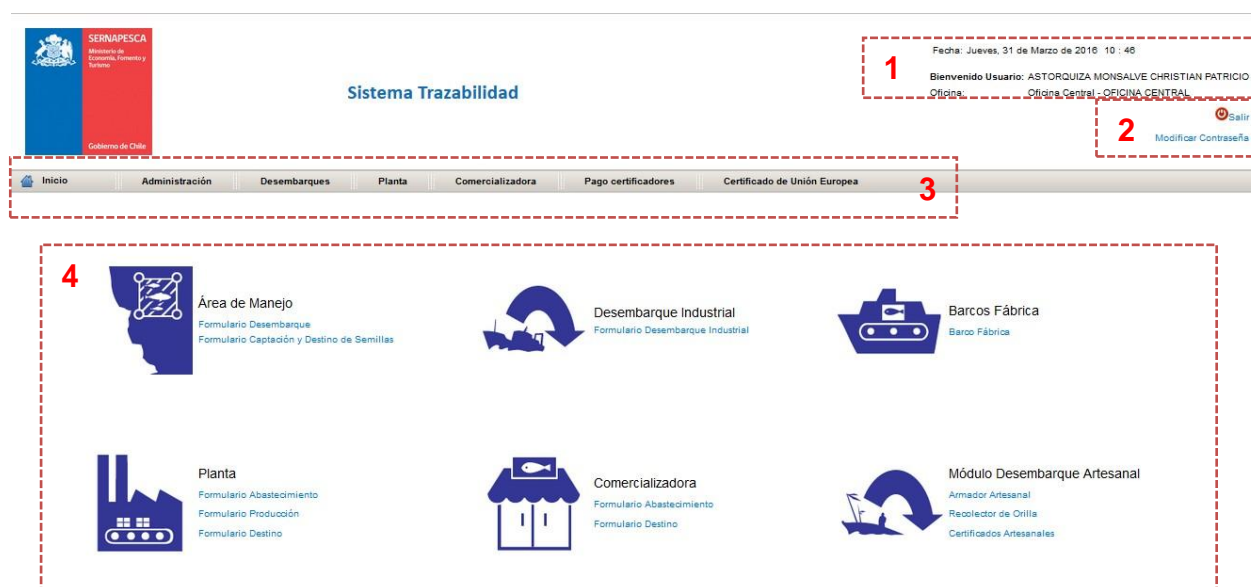 SERNAPESCA
Ministerio de
Economía, Fomento y
Turismo
Gobierno de Chile
Sistema Trazabilidad
1
Fecha: Jueves, 31 de Marzo de 2016 10 : 46
Bienvenido Usuario: ASTORQUIZA MONSALVE CHRISTIAN PATRICIO
Oficina: Oficina Central - OFICINA CENTRAL
2
Salir
Modificar Contraseña
Inicio Administración Desembarques Planta Comercializadora Pago certificadores Certificado de Unión Europea
3
4
Área de Manejo
Formulario Desembarque
Formulario Captación y Destino de Semillas
Desembarque Industrial
Formulario Desembarque Industrial
Barcos Fábrica
Barco Fábrica
Planta
Formulario Abastecimiento
Formulario Producción
Formulario Destino
Comercializadora
Formulario Abastecimiento
Formulario Destino
Módulo Desembarque Artesanal
Armador Artesanal
Recolector de Orilla
Certificados Artesanales